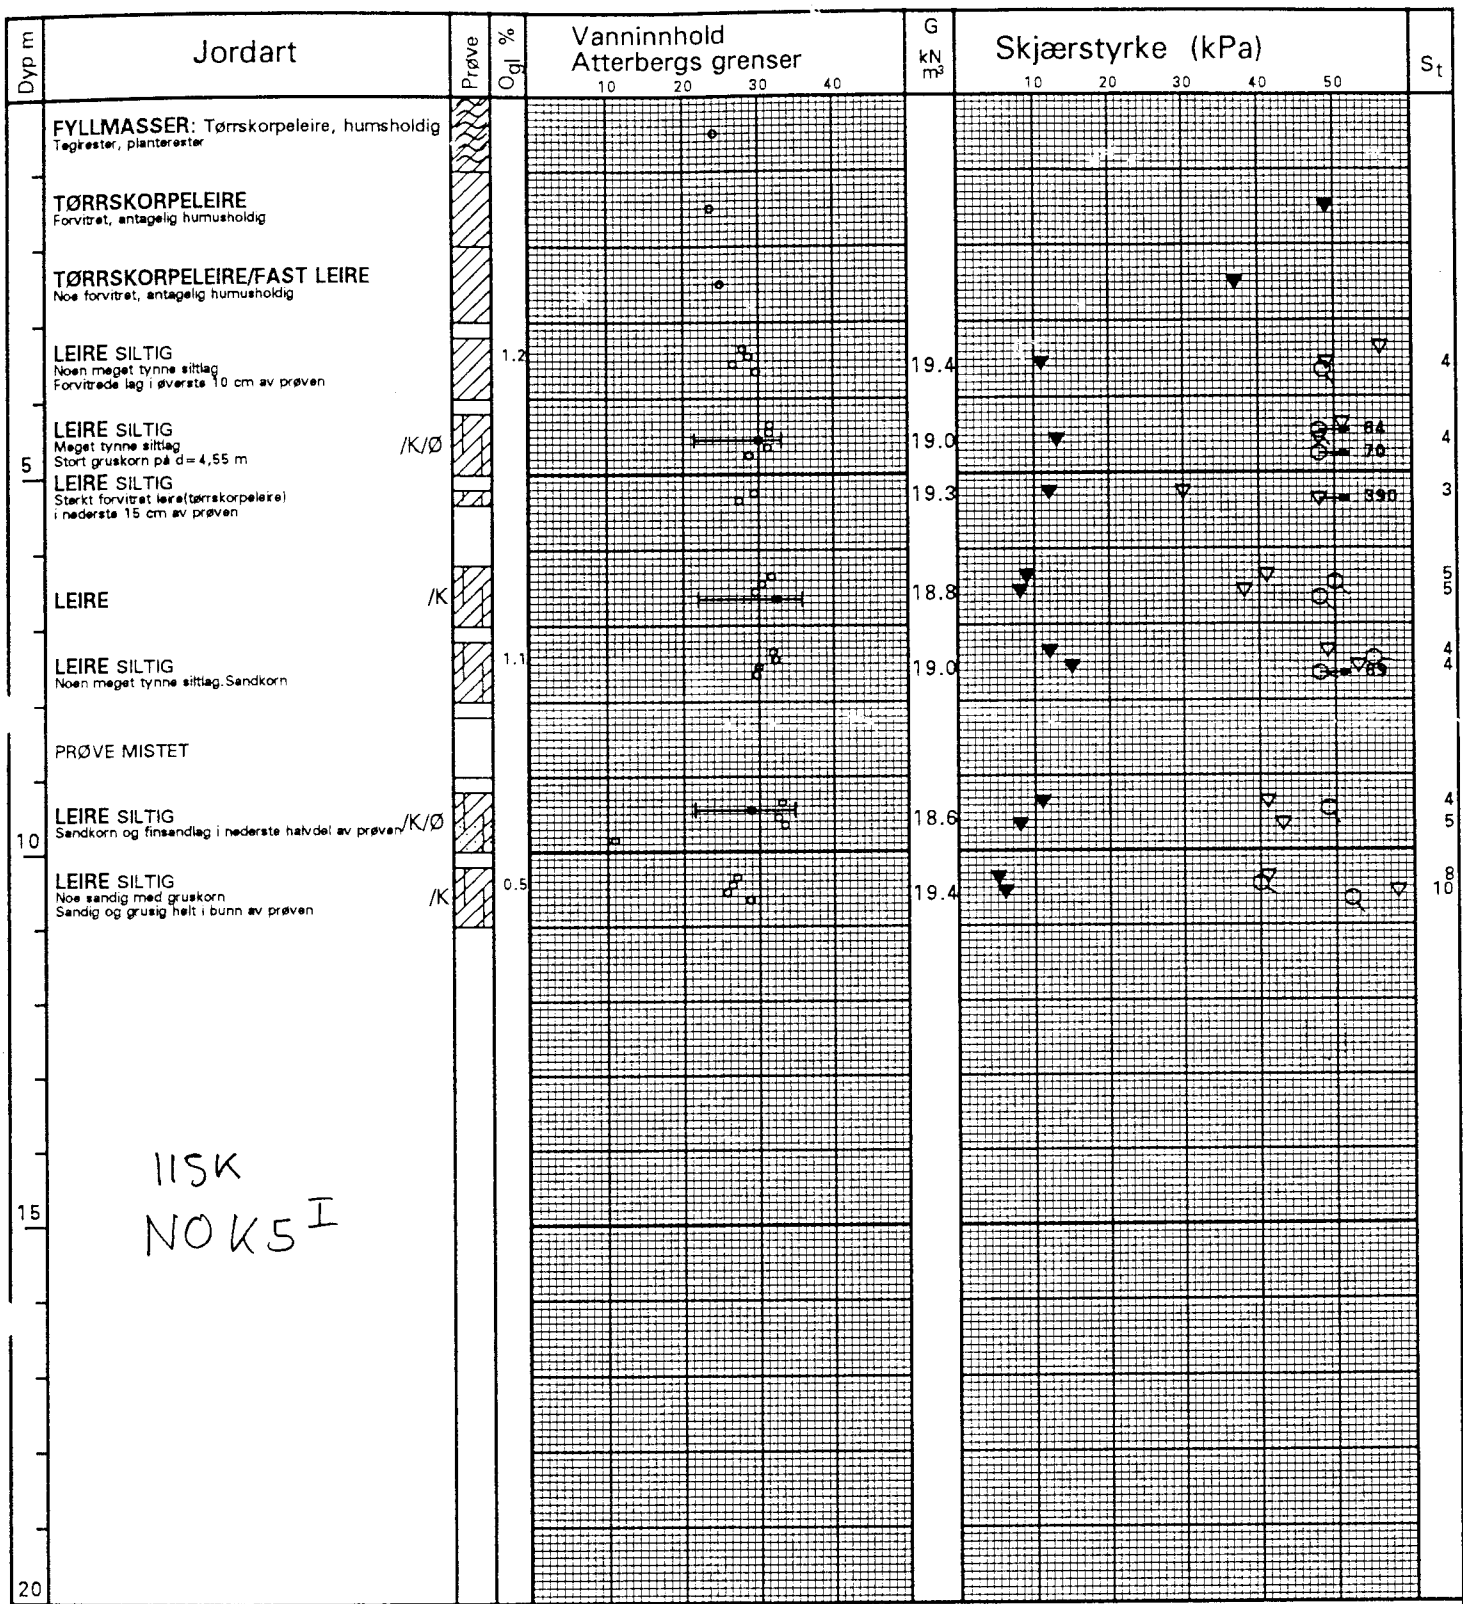 Dyp m
Jordart
Prøve
Ogl %
Vanninnhold
Atterbergs grenser
10 20 30 40
G
kN
m³
Skjærstyrke (kPa)
10 20 30 40 50
St
FYLLMASSER: Tørrskorpeleire, humsholdig
Teglrester, planterester
TØRRSKORPELEIRE
Forvitret, antagelig humusholdig
TØRRSKORPELEIRE/FAST LEIRE
Noe forvitret, antagelig humusholdig
LEIRE SILTIG
Noen meget tynne siltlag
Forvitrede lag i øverste 10 cm av prøven
1.2
19.4
4
LEIRE SILTIG
Meget tynne siltlag
Stort gruskorn på d=4,55 m
/K/Ø
19.0
64
70
4
5
LEIRE SILTIG
Sterkt forvitret leire(tørrskorpeleire)
i nederste 15 cm av prøven
19.3
390
3
LEIRE /K
18.8
5
5
LEIRE SILTIG
Noen meget tynne siltlag.Sandkorn
1.1
19.0
69
4
4
PRØVE MISTET
LEIRE SILTIG
Sandkorn og finsandlag i nederste halvdel av prøven /K/Ø
18.6
4
5
10
LEIRE SILTIG
Noe sandig med gruskorn
Sandig og grusig helt i bunn av prøven
/K
0.5
19.4
8
10
115K
NO K5 I
15
20